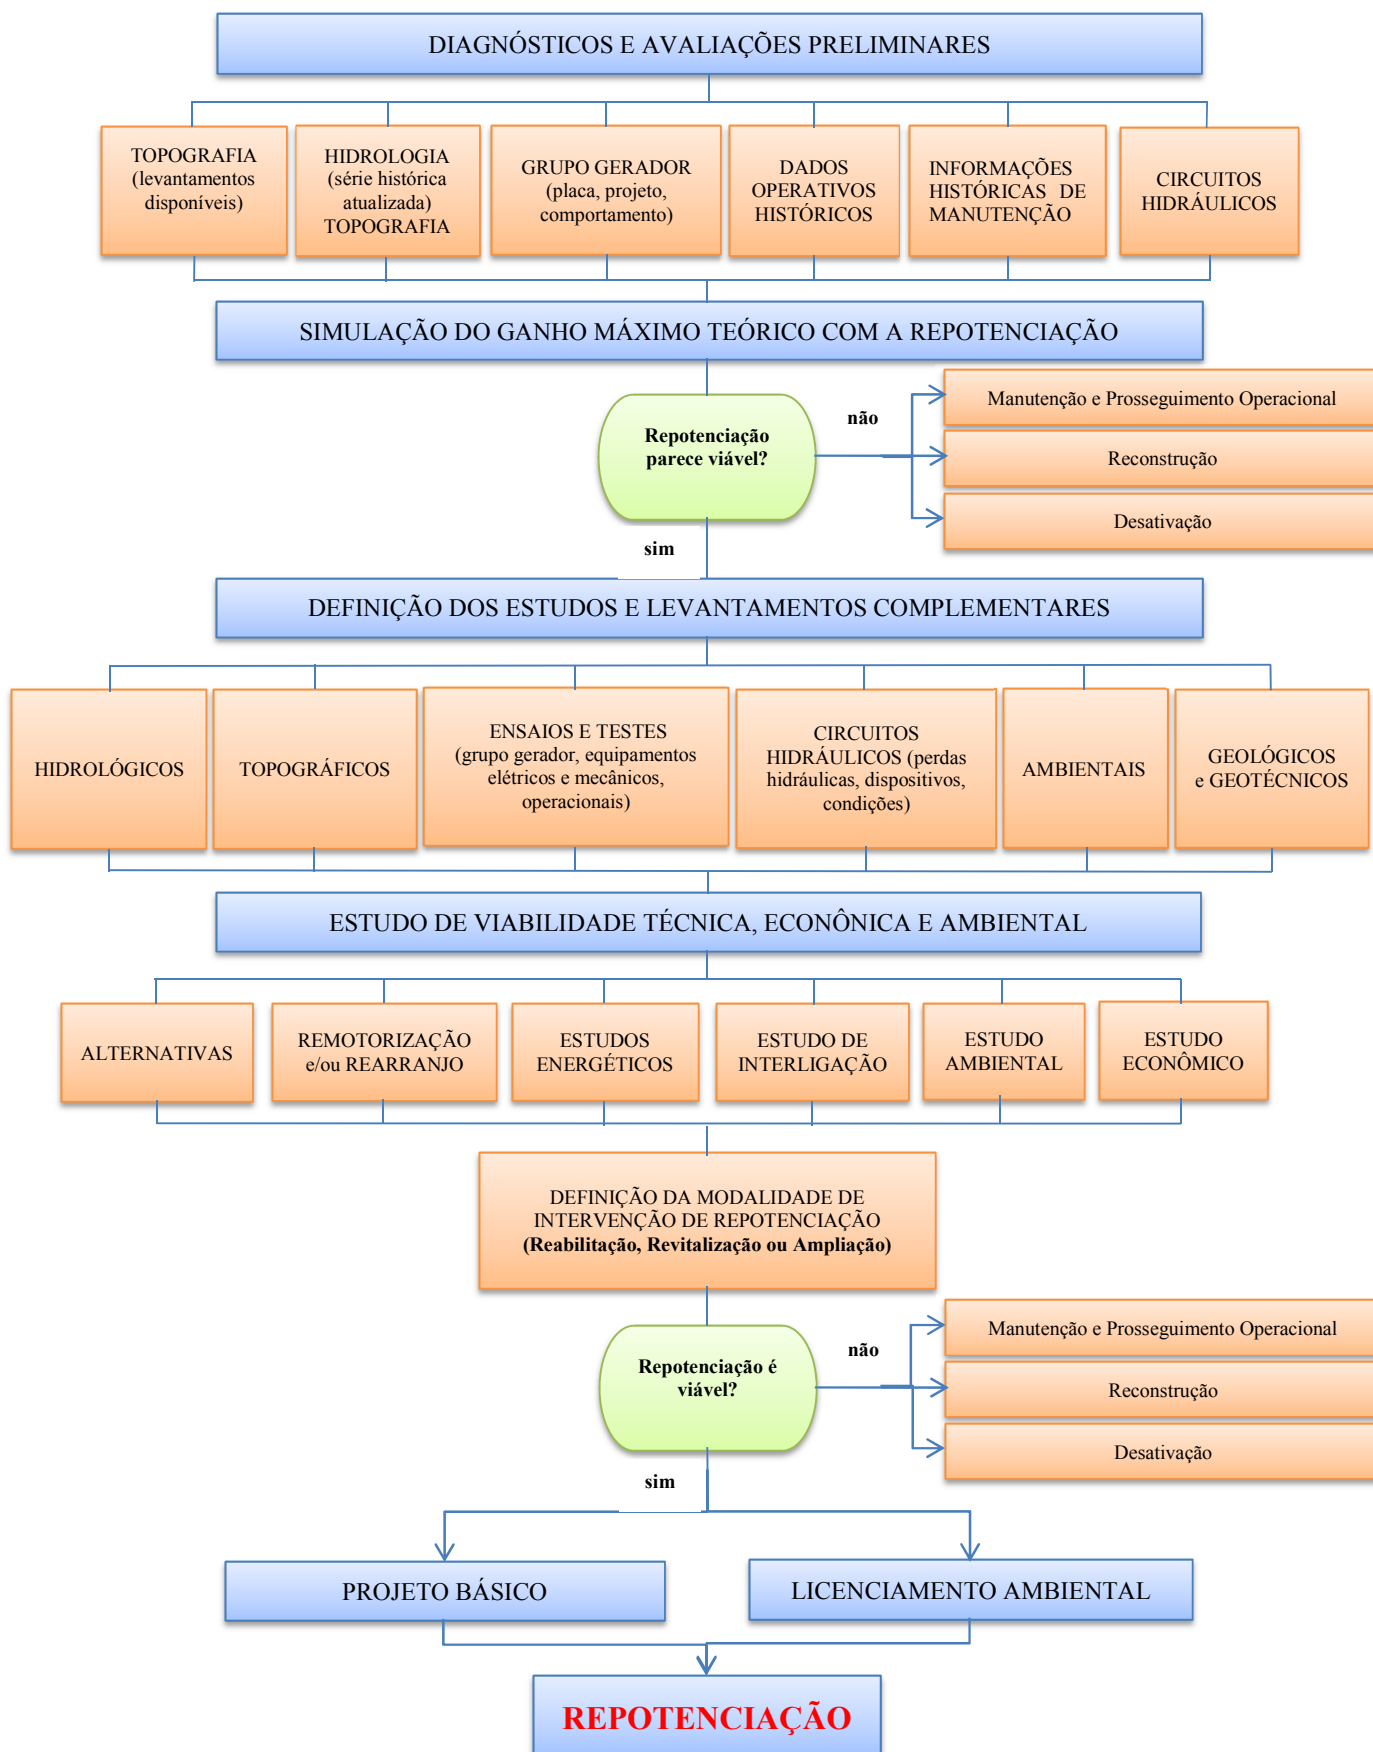 DIAGNÓSTICOS E AVALIAÇÕES PRELIMINARES
TOPOGRAFIA
(levantamentos
disponíveis)
HIDROLOGIA
(série histórica
atualizada)
TOPOGRAFIA
GRUPO GERADOR
(placa, projeto,
comportamento)
DADOS
OPERATIVOS
HISTÓRICOS
INFORMAÇÕES
HISTÓRICAS DE
MANUTENÇÃO
CIRCUITOS
HIDRÁULICOS
SIMULAÇÃO DO GANHO MÁXIMO TEÓRICO COM A REPOTENCIAÇÃO
Repotenciação
parece viável?
não
Manutenção e Prosseguimento Operacional
Reconstrução
Desativação
sim
DEFINIÇÃO DOS ESTUDOS E LEVANTAMENTOS COMPLEMENTARES
HIDROLÓGICOS
TOPOGRÁFICOS
ENSAIOS E TESTES
(grupo gerador, equipamentos
elétricos e mecânicos,
operacionais)
CIRCUITOS
HIDRÁULICOS (perdas
hidráulicas, dispositivos,
condições)
AMBIENTAIS
GEOLÓGICOS
e GEOTÉCNICOS
ESTUDO DE VIABILIDADE TÉCNICA, ECONÔNICA E AMBIENTAL
ALTERNATIVAS
REMOTORIZAÇÃO
e/ou REARRANJO
ESTUDOS
ENERGÉTICOS
ESTUDO DE
INTERLIGAÇÃO
ESTUDO
AMBIENTAL
ESTUDO
ECONÔMICO
DEFINIÇÃO DA MODALIDADE DE
INTERVENÇÃO DE REPOTENCIAÇÃO
(Reabilitação, Revitalização ou Ampliação)
Repotenciação é
viável?
não
Manutenção e Prosseguimento Operacional
Reconstrução
Desativação
sim
PROJETO BÁSICO
LICENCIAMENTO AMBIENTAL
REPOTENCIAÇÃO